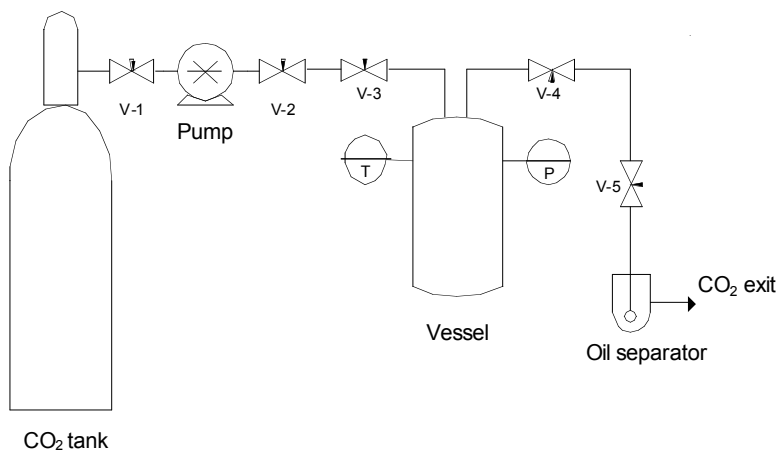 V-1
Pump
V-2
V-3
V-4
T
P
V-5
CO₂ exit
Vessel
Oil separator
CO₂ tank